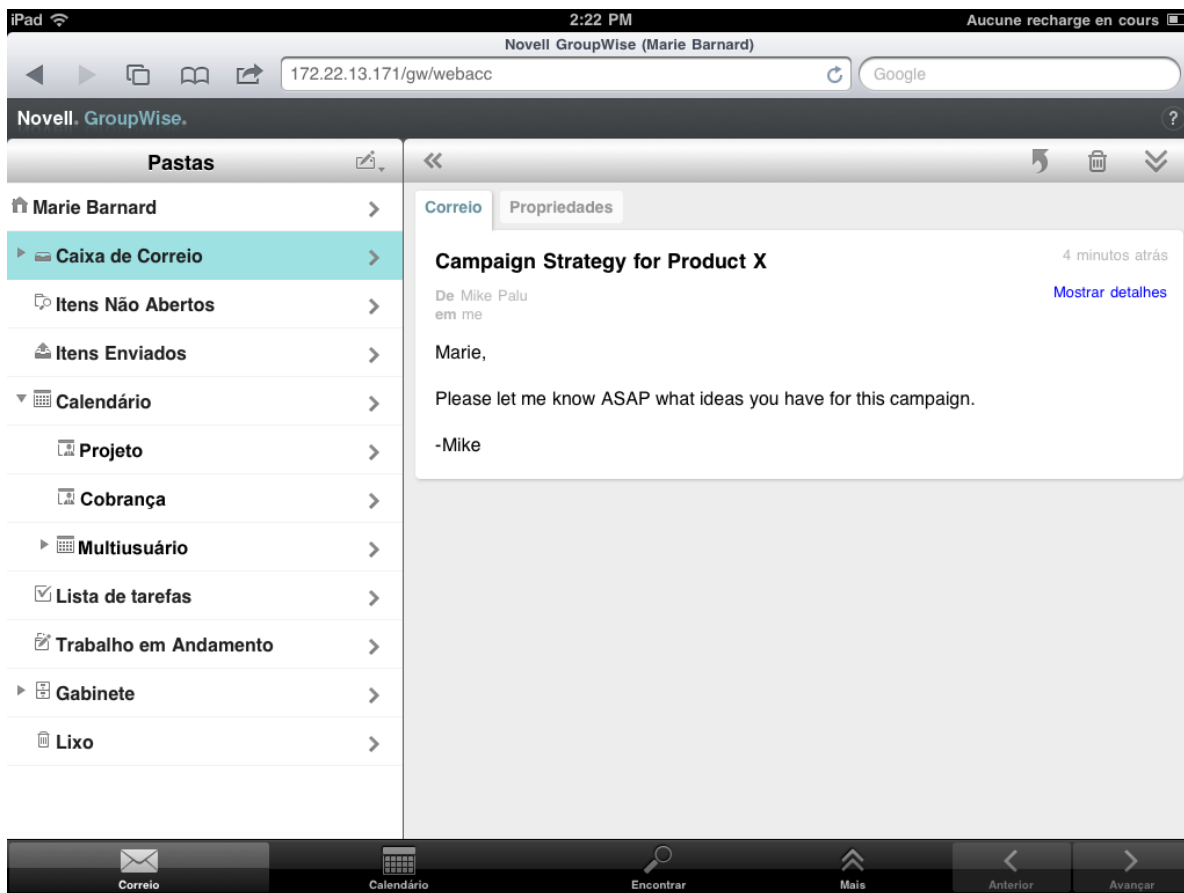 iPad 2:22 PM Aucune recharge en cours
Novell GroupWise (Marie Barnard)
172.22.13.171/gw/webacc Google
Novell. GroupWise. ?
Pastas
Marie Barnard
Caixa de Correio
Itens Não Abertos
Itens Enviados
Calendário
Projeto
Cobrança
Multiusuário
Lista de tarefas
Trabalho em Andamento
Gabinete
Lixo
Correio Propriedades
Campaign Strategy for Product X 4 minutos atrás
De Mike Palu Mostrar detalhes
em me
Marie,
Please let me know ASAP what ideas you have for this campaign.
-Mike
Correio Calendário Encontrar Mais Anterior Avançar